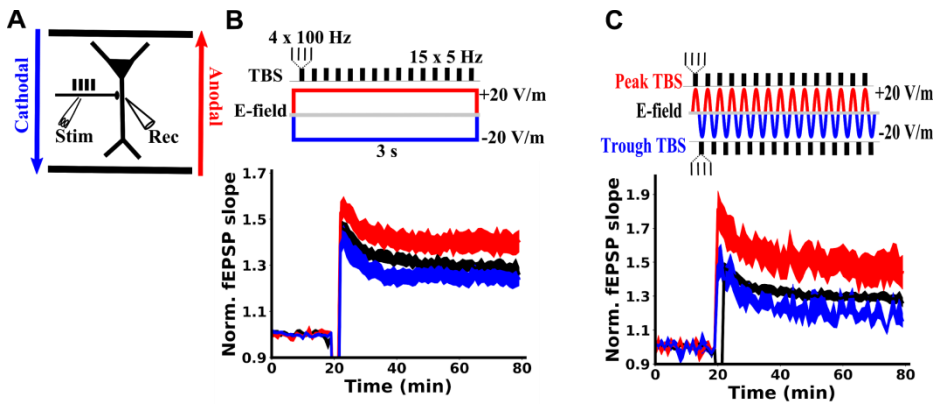 A
Cathodal
Anodal
Stim
Rec
B
4 x 100 Hz
15 x 5 Hz
TBS
+20 V/m
E-field
-20 V/m
3 s
Norm. fEPSP slope
1.7
1.5
1.3
1.1
0.9
0 20 40 60 80
Time (min)
C
Peak TBS
+20 V/m
E-field
-20 V/m
Trough TBS
Norm. fEPSP slope
1.9
1.7
1.5
1.3
1.1
0.9
0 20 40 60 80
Time (min)